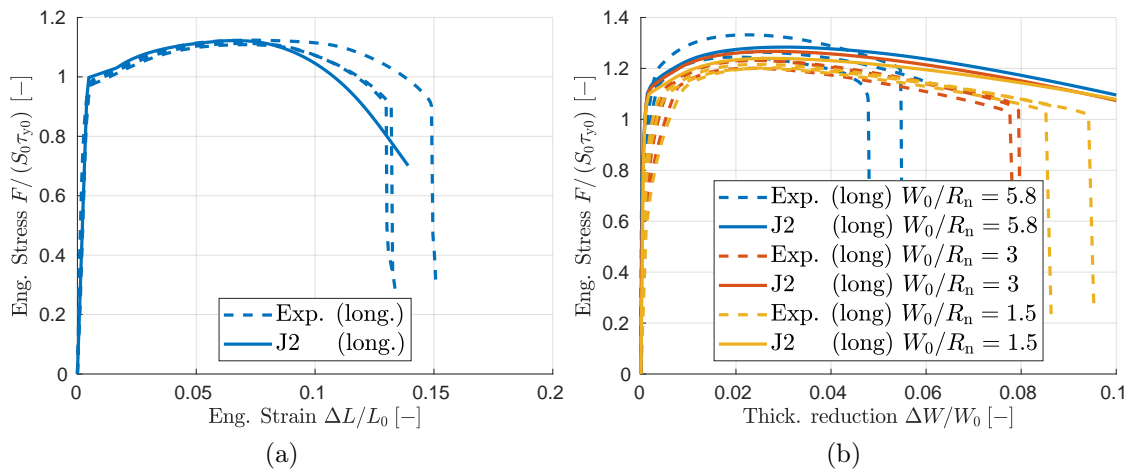 1.2
1
0.8
0.6
0.4
0.2
0
0 0.05 0.1 0.15 0.2
Eng. Stress F/(S₀τy0) [−]
Eng. Strain ΔL/L₀ [−]
Exp. (long.)
J2 (long.)
(a)
1.4
1.2
1
0.8
0.6
0.4
0.2
0
0 0.02 0.04 0.06 0.08 0.1
Eng. Stress F/(S₀τy0) [−]
Thick. reduction ΔW/W₀ [−]
Exp. (long) W₀/Rₙ = 5.8
J2 (long) W₀/Rₙ = 5.8
Exp. (long) W₀/Rₙ = 3
J2 (long) W₀/Rₙ = 3
Exp. (long) W₀/Rₙ = 1.5
J2 (long) W₀/Rₙ = 1.5
(b)